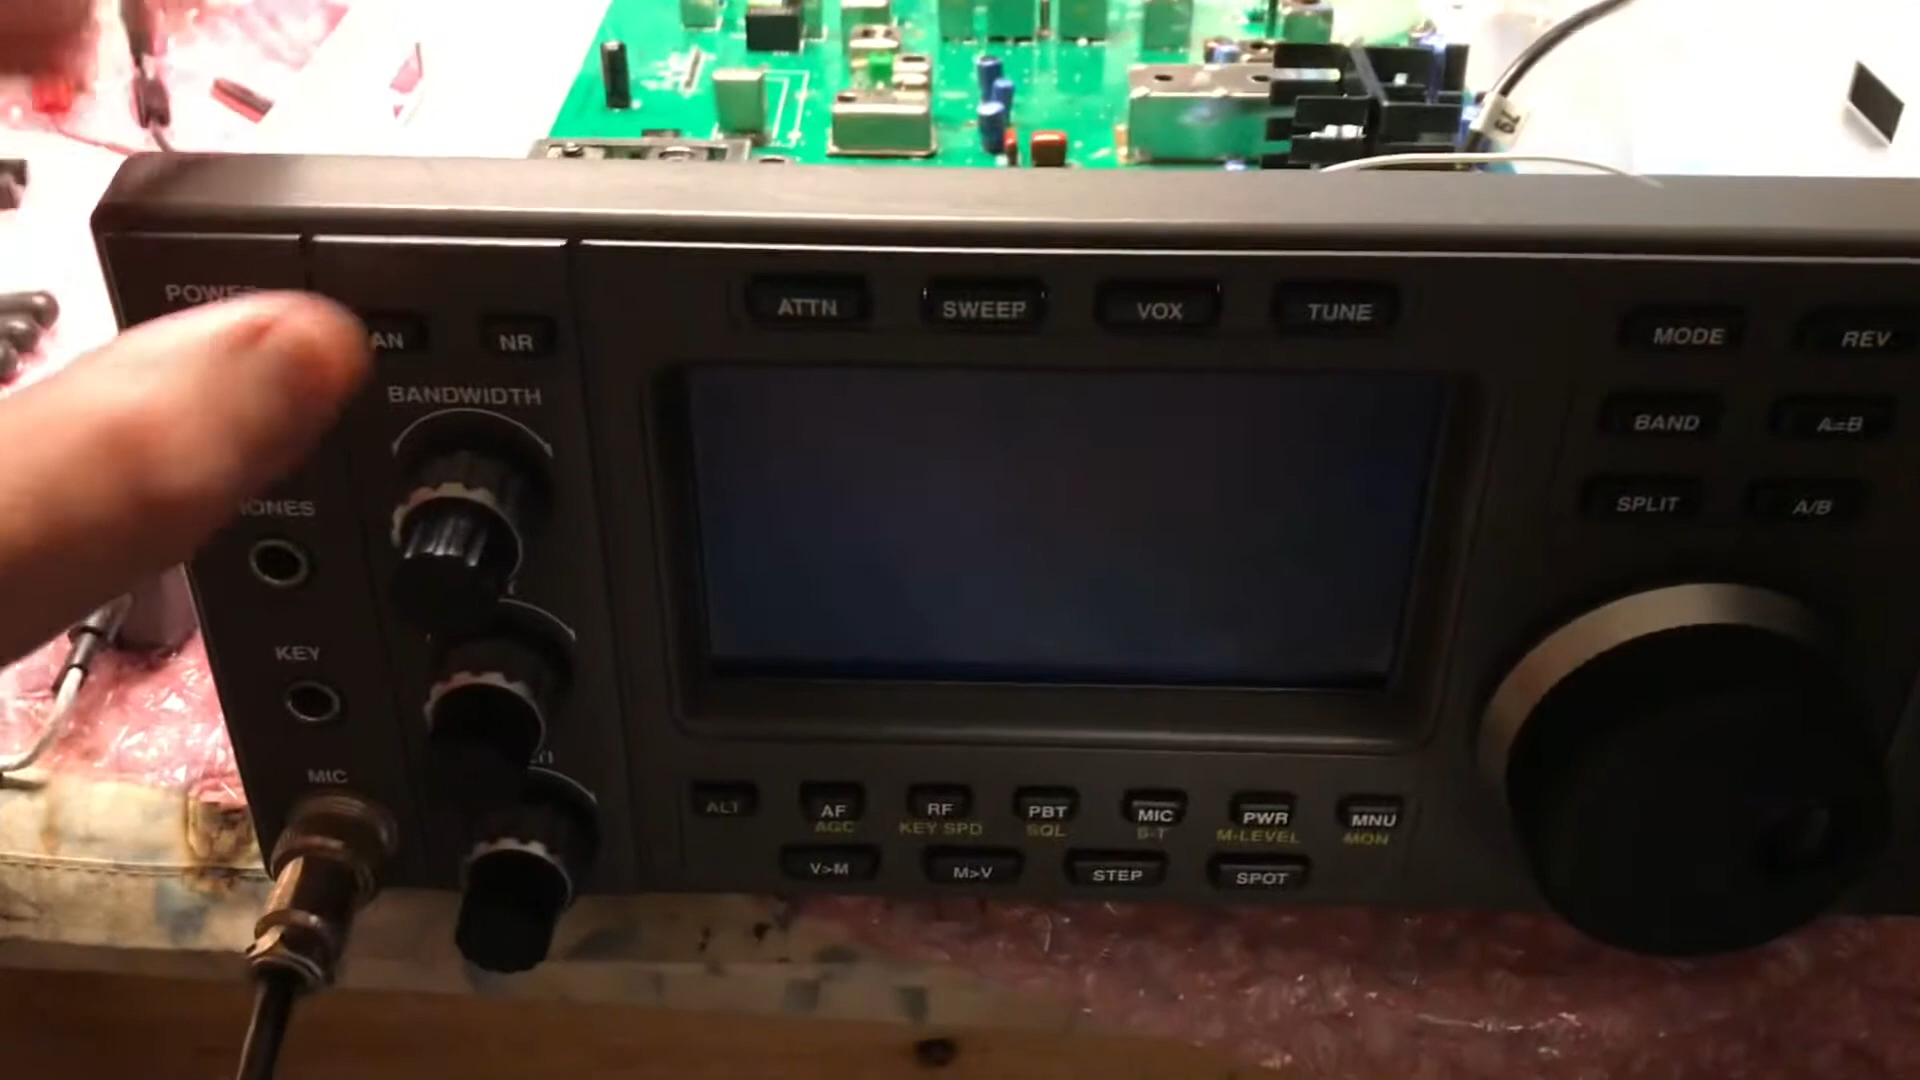 POWER
AN NR
BANDWIDTH
ATTN SWEEP VOX TUNE
MODE REV
BAND A=B
SPLIT A/B
KEY
MIC
ALT AF RF PBT MIC PWR MNU
AGC KEY SPD SQL S-T M-LEVEL MON
V>M M>V STEP SPOT